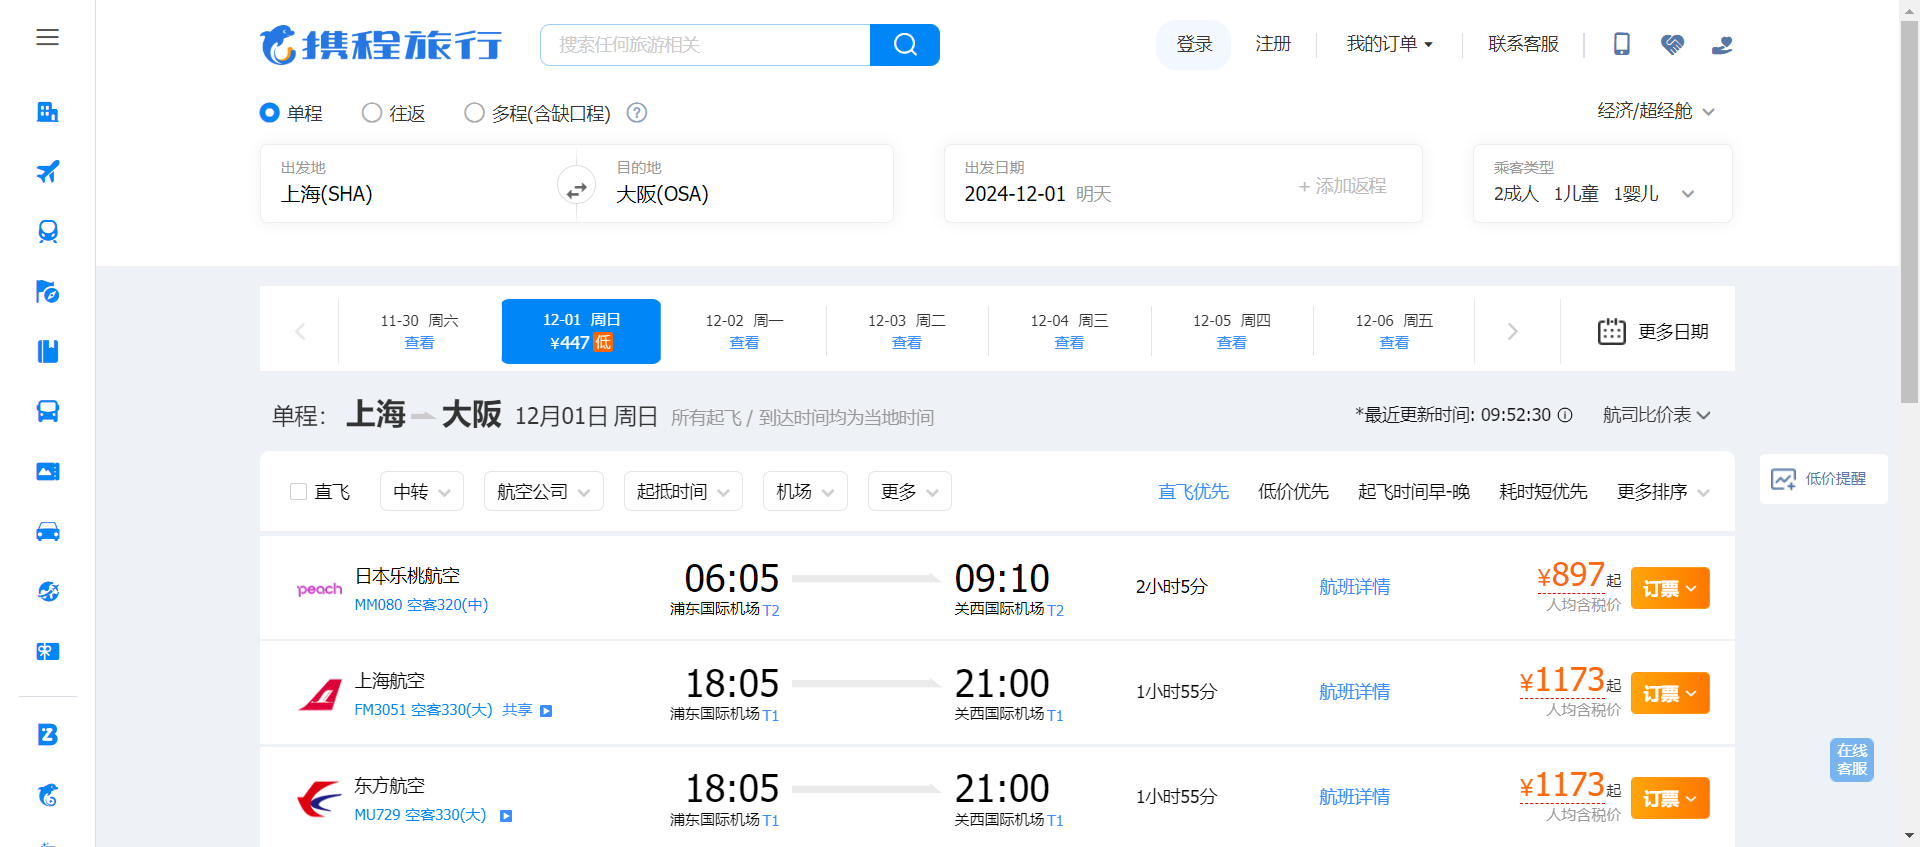 携程旅行
搜索任何旅游相关
登录
注册
我的订单
联系客服
单程
往返
多程(含缺口程)
?
经济/超经舱
出发地
上海(SHA)
目的地
大阪(OSA)
出发日期
2024-12-01 明天
+ 添加返程
乘客类型
2成人 1儿童 1婴儿
11-30 周六
查看
12-01 周日
¥447 低
12-02 周一
查看
12-03 周二
查看
12-04 周三
查看
12-05 周四
查看
12-06 周五
查看
更多日期
单程： 上海 大阪 12月01日 周日 所有起飞 / 到达时间均为当地时间
*最近更新时间: 09:52:30
航司比价表
直飞
中转
航空公司
起抵时间
机场
更多
直飞优先
低价优先
起飞时间早-晚
耗时短优先
更多排序
低价提醒
peach
日本乐桃航空
MM080 空客320(中)
06:05
浦东国际机场 T2
09:10
关西国际机场 T2
2小时5分
航班详情
¥897起
人均含税价
订票
上海航空
FM3051 空客330(大) 共享
18:05
浦东国际机场 T1
21:00
关西国际机场 T1
1小时55分
航班详情
¥1173起
人均含税价
订票
东方航空
MU729 空客330(大)
18:05
浦东国际机场 T1
21:00
关西国际机场 T1
1小时55分
航班详情
¥1173起
人均含税价
订票
在线
客服